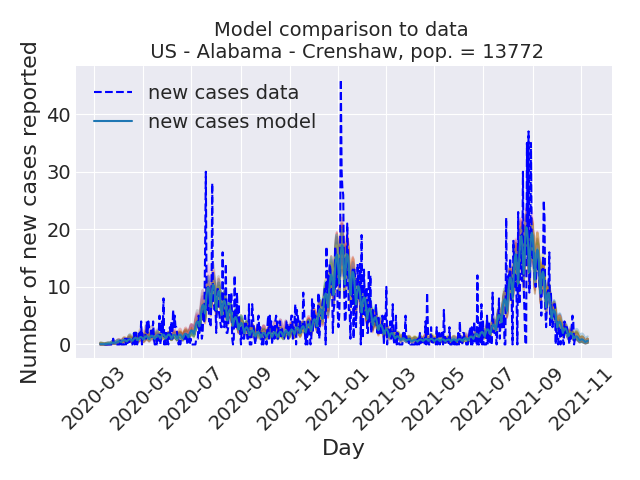 Model comparison to data
US - Alabama - Crenshaw, pop. = 13772
new cases data
new cases model
Number of new cases reported
40
30
20
10
0
2020-03
2020-05
2020-07
2020-09
2020-11
2021-01
2021-03
2021-05
2021-07
2021-09
2021-11
Day